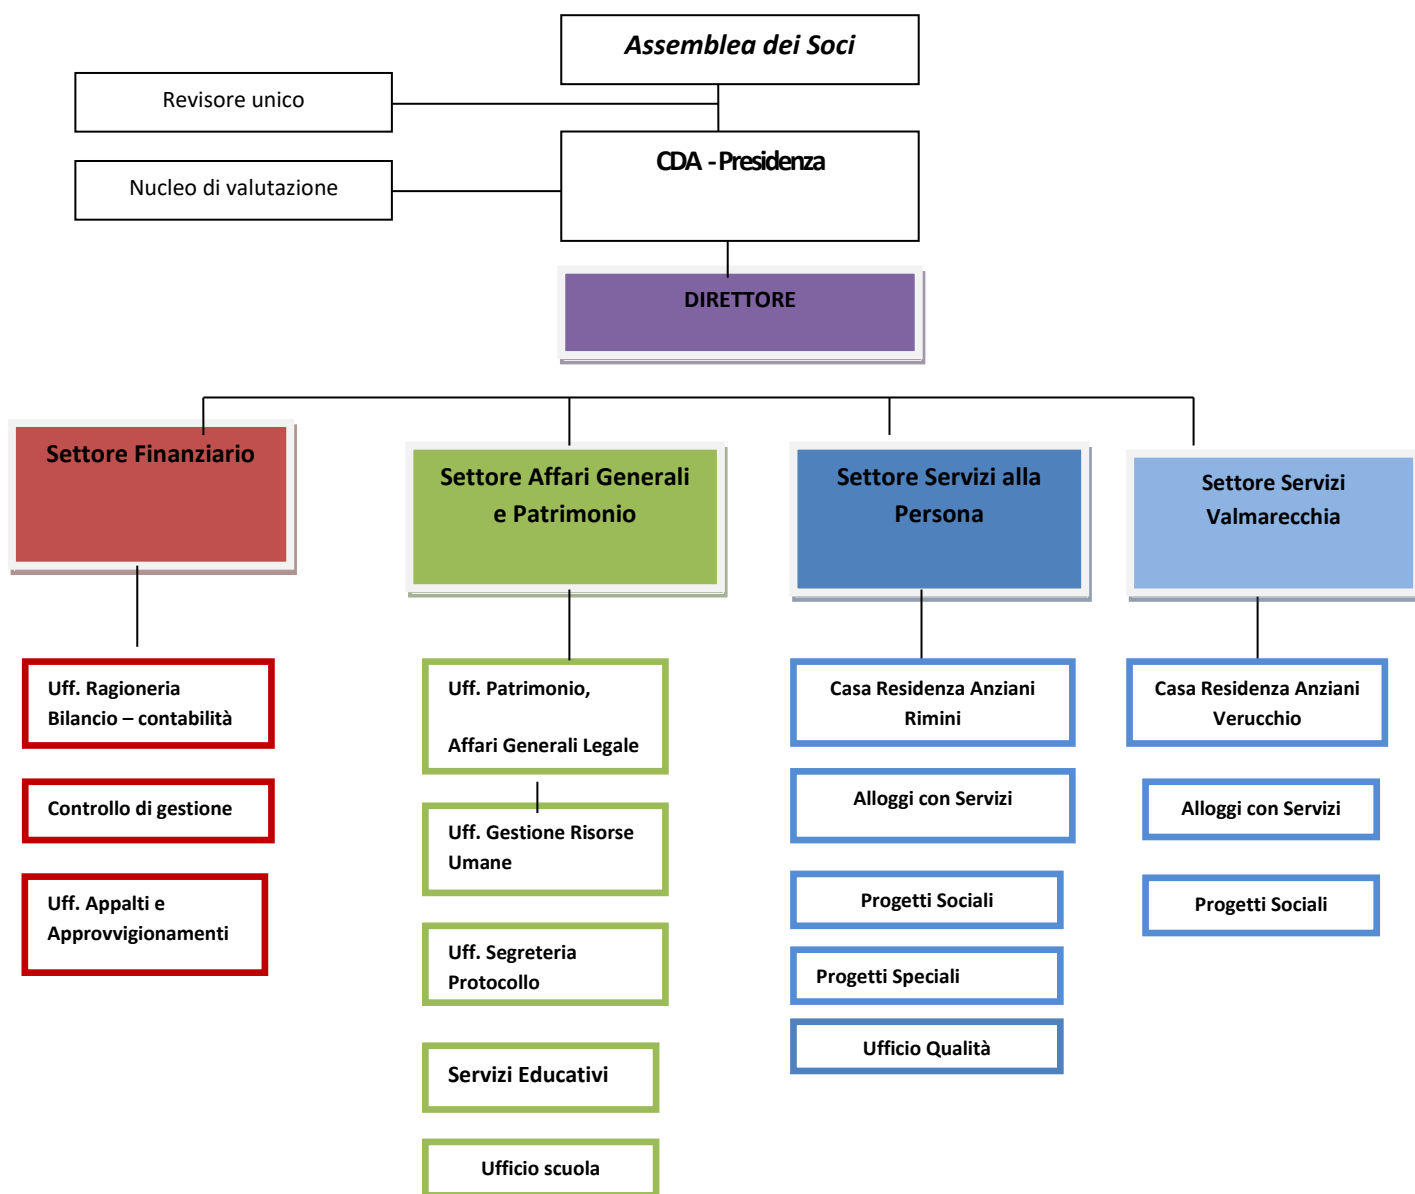 Assemblea dei Soci
Revisore unico
CDA - Presidenza
Nucleo di valutazione
DIRETTORE
Settore Finanziario
Settore Affari Generali
e Patrimonio
Settore Servizi alla
Persona
Settore Servizi
Valmarecchia
Uff. Ragioneria
Bilancio – contabilità
Controllo di gestione
Uff. Appalti e
Approvvigionamenti
Uff. Patrimonio,
Affari Generali Legale
Uff. Gestione Risorse
Umane
Uff. Segreteria
Protocollo
Servizi Educativi
Ufficio scuola
Casa Residenza Anziani
Rimini
Alloggi con Servizi
Progetti Sociali
Progetti Speciali
Ufficio Qualità
Casa Residenza Anziani
Verucchio
Alloggi con Servizi
Progetti Sociali